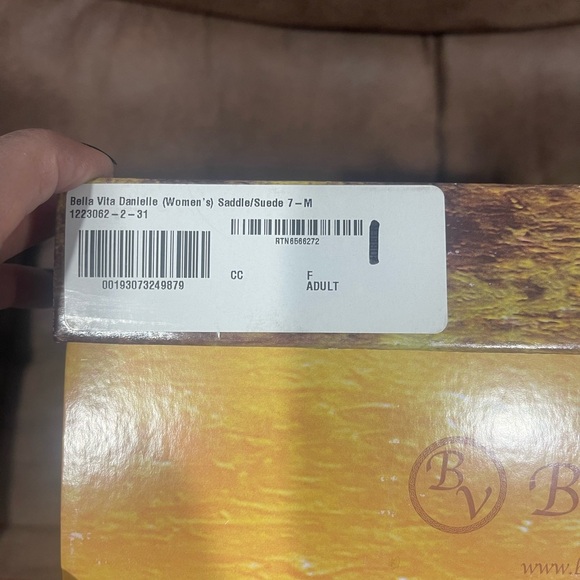 Bella Vita Danielle (Women's) Saddle/Suede 7-M
1223062-2-31
RTN6566272
00193073249879
CC
F
ADULT
BV
B
www.